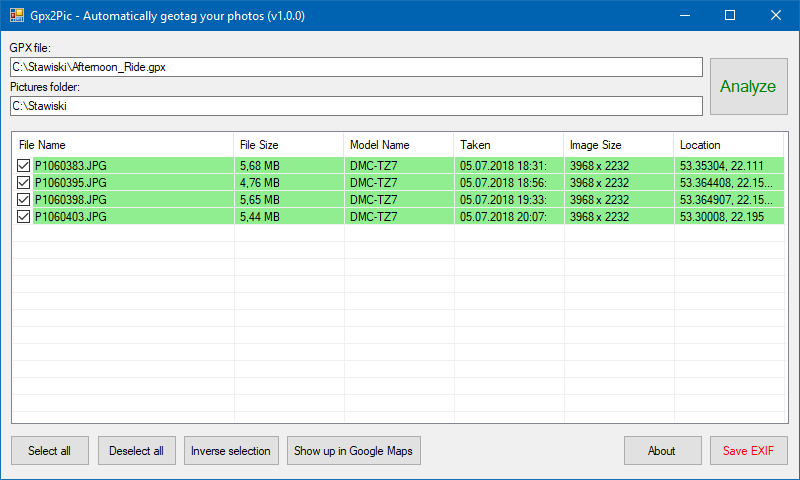 Gpx2Pic - Automatically geotag your photos (v1.0.0)
GPX file:
C:\Stawiski\Afternoon_Ride.gpx
Pictures folder:
C:\Stawiski
Analyze
File Name File Size Model Name Taken Image Size Location
P1060383.JPG 5,68 MB DMC-TZ7 05.07.2018 18:31: 3968 x 2232 53.35304, 22.111
P1060395.JPG 4,76 MB DMC-TZ7 05.07.2018 18:56: 3968 x 2232 53.364408, 22.15...
P1060398.JPG 5,65 MB DMC-TZ7 05.07.2018 19:33: 3968 x 2232 53.364907, 22.15...
P1060403.JPG 5,44 MB DMC-TZ7 05.07.2018 20:07: 3968 x 2232 53.30008, 22.195
Select all Deselect all Inverse selection Show up in Google Maps About Save EXIF